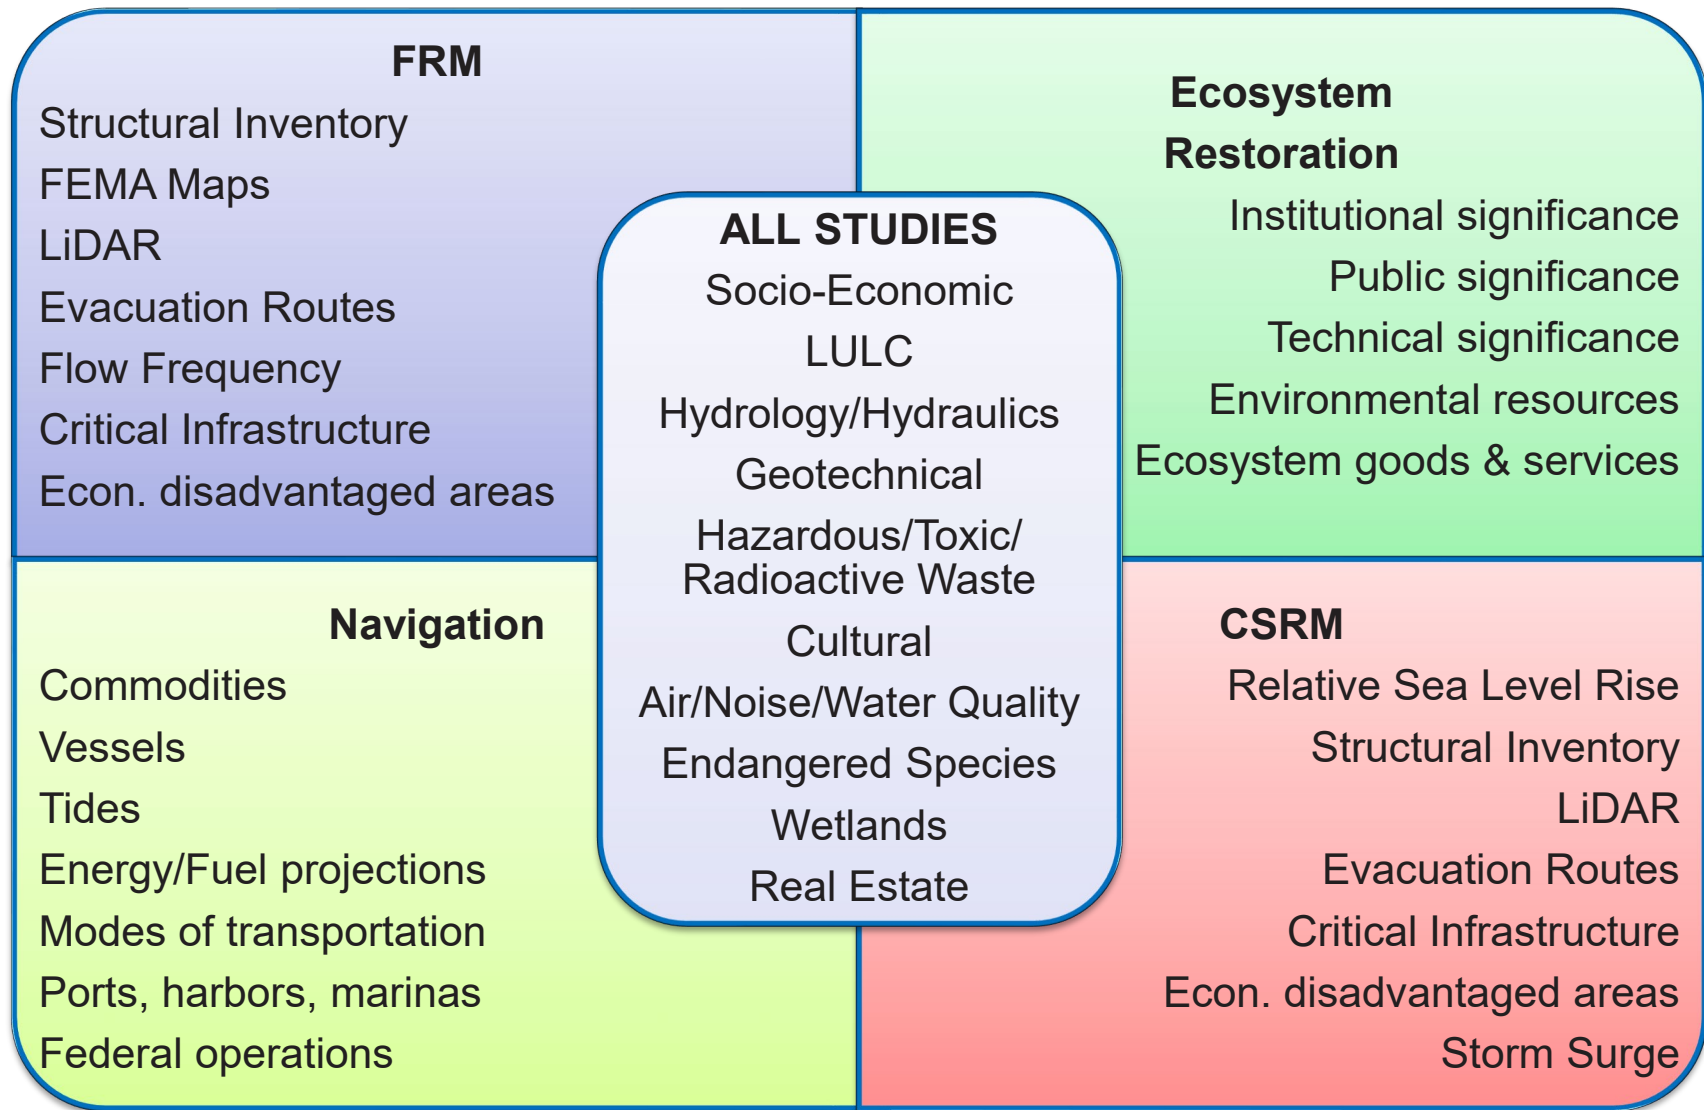 FRM
Structural Inventory
FEMA Maps
LiDAR
Evacuation Routes
Flow Frequency
Critical Infrastructure
Econ. disadvantaged areas
Ecosystem
Restoration
Institutional significance
Public significance
Technical significance
Environmental resources
Ecosystem goods & services
ALL STUDIES
Socio-Economic
LULC
Hydrology/Hydraulics
Geotechnical
Hazardous/Toxic/
Radioactive Waste
Cultural
Air/Noise/Water Quality
Endangered Species
Wetlands
Real Estate
Navigation
Commodities
Vessels
Tides
Energy/Fuel projections
Modes of transportation
Ports, harbors, marinas
Federal operations
CSRM
Relative Sea Level Rise
Structural Inventory
LiDAR
Evacuation Routes
Critical Infrastructure
Econ. disadvantaged areas
Storm Surge